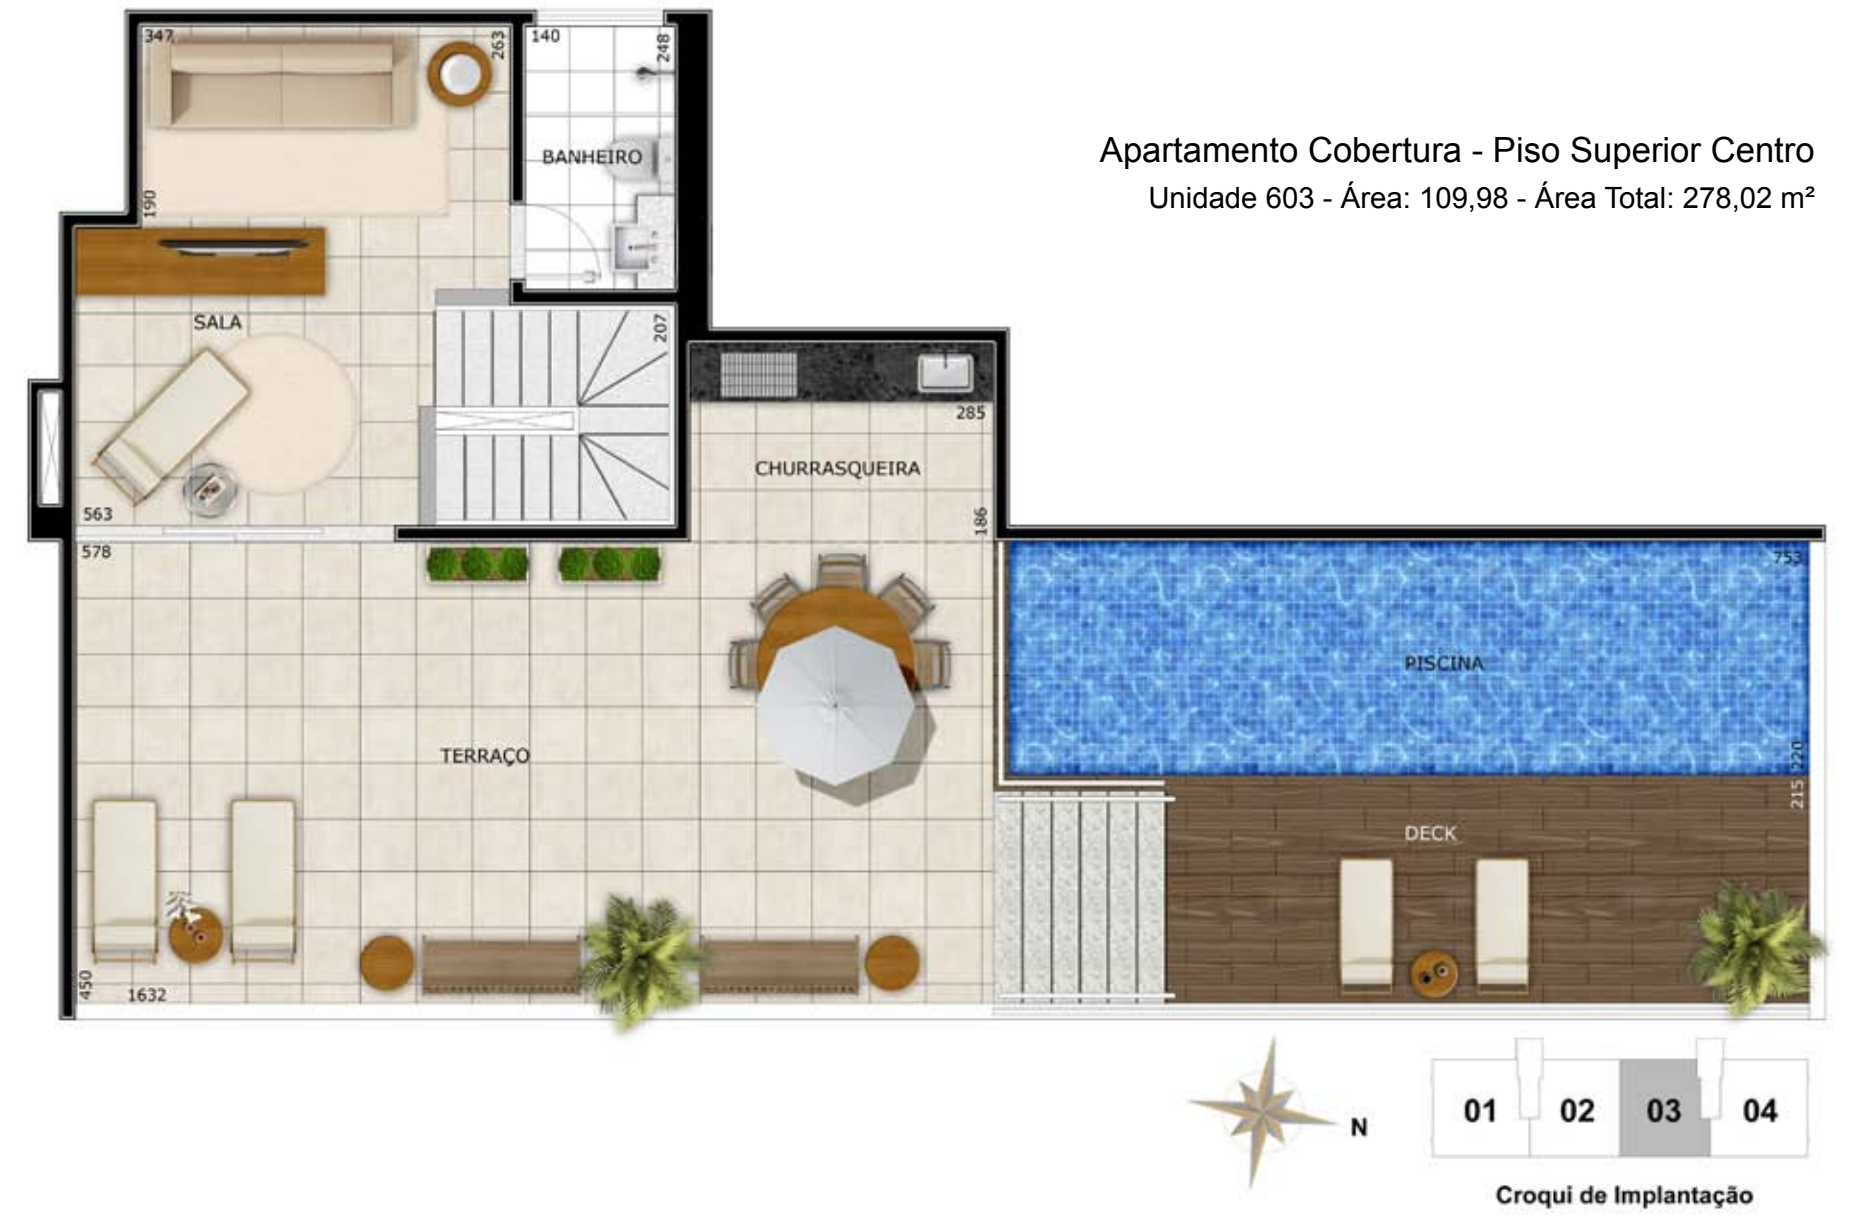 347
263
140
248
Apartamento Cobertura - Piso Superior Centro
BANHEIRO
Unidade 603 - Área: 109,98 - Área Total: 278,02 m²
190
SALA
207
285
CHURRASQUEIRA
563
186
578
753
PISCINA
TERRAÇO
220
215
DECK
450
1632
N
01
02
03
04
Croqui de Implantação